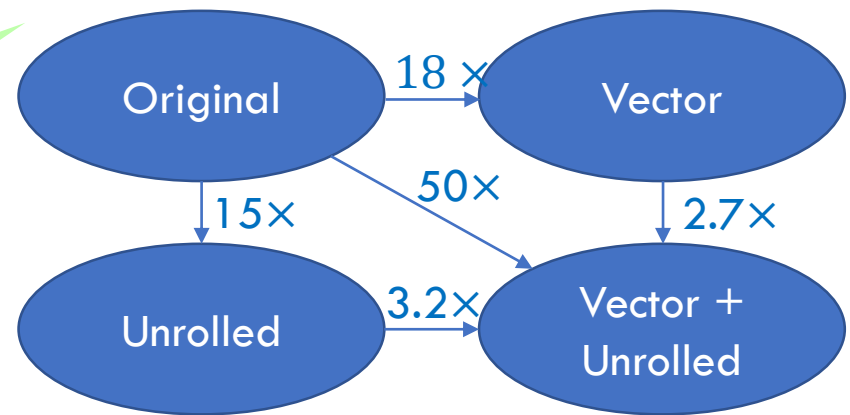 Original
18 ×
Vector
50×
15×
2.7×
Unrolled
3.2×
Vector +
Unrolled